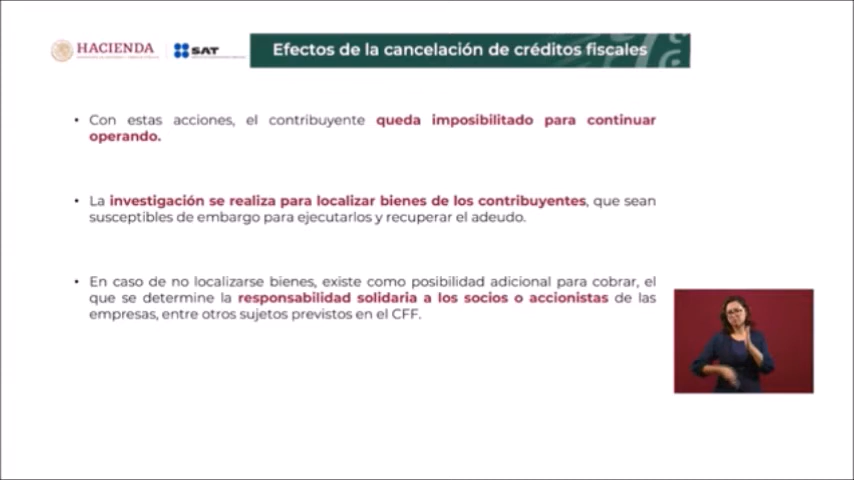 HACIENDA
SAT
Efectos de la cancelación de créditos fiscales
• Con estas acciones, el contribuyente queda imposibilitado para continuar
operando.
• La investigación se realiza para localizar bienes de los contribuyentes, que sean
susceptibles de embargo para ejecutarlos y recuperar el adeudo.
• En caso de no localizarse bienes, existe como posibilidad adicional para cobrar, el
que se determine la responsabilidad solidaria a los socios o accionistas de las
empresas, entre otros sujetos previstos en el CFF.